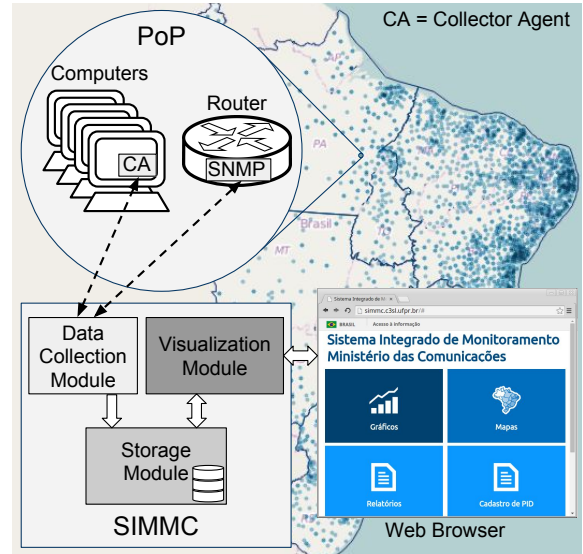 PoP
CA = Collector Agent
Computers
Router
CA
SNMP
AP
PA
MT
Brasil
Data
Collection
Module
Visualization
Module
Storage
Module
SIMMC
simmc.c3sl.ufpr.br/#
BRASIL
Acesso à Informação
Sistema Integrado de Monitoramento
Ministério das Comunicações
Gráficos
Mapas
Relatórios
Cadastro de PID
Web Browser